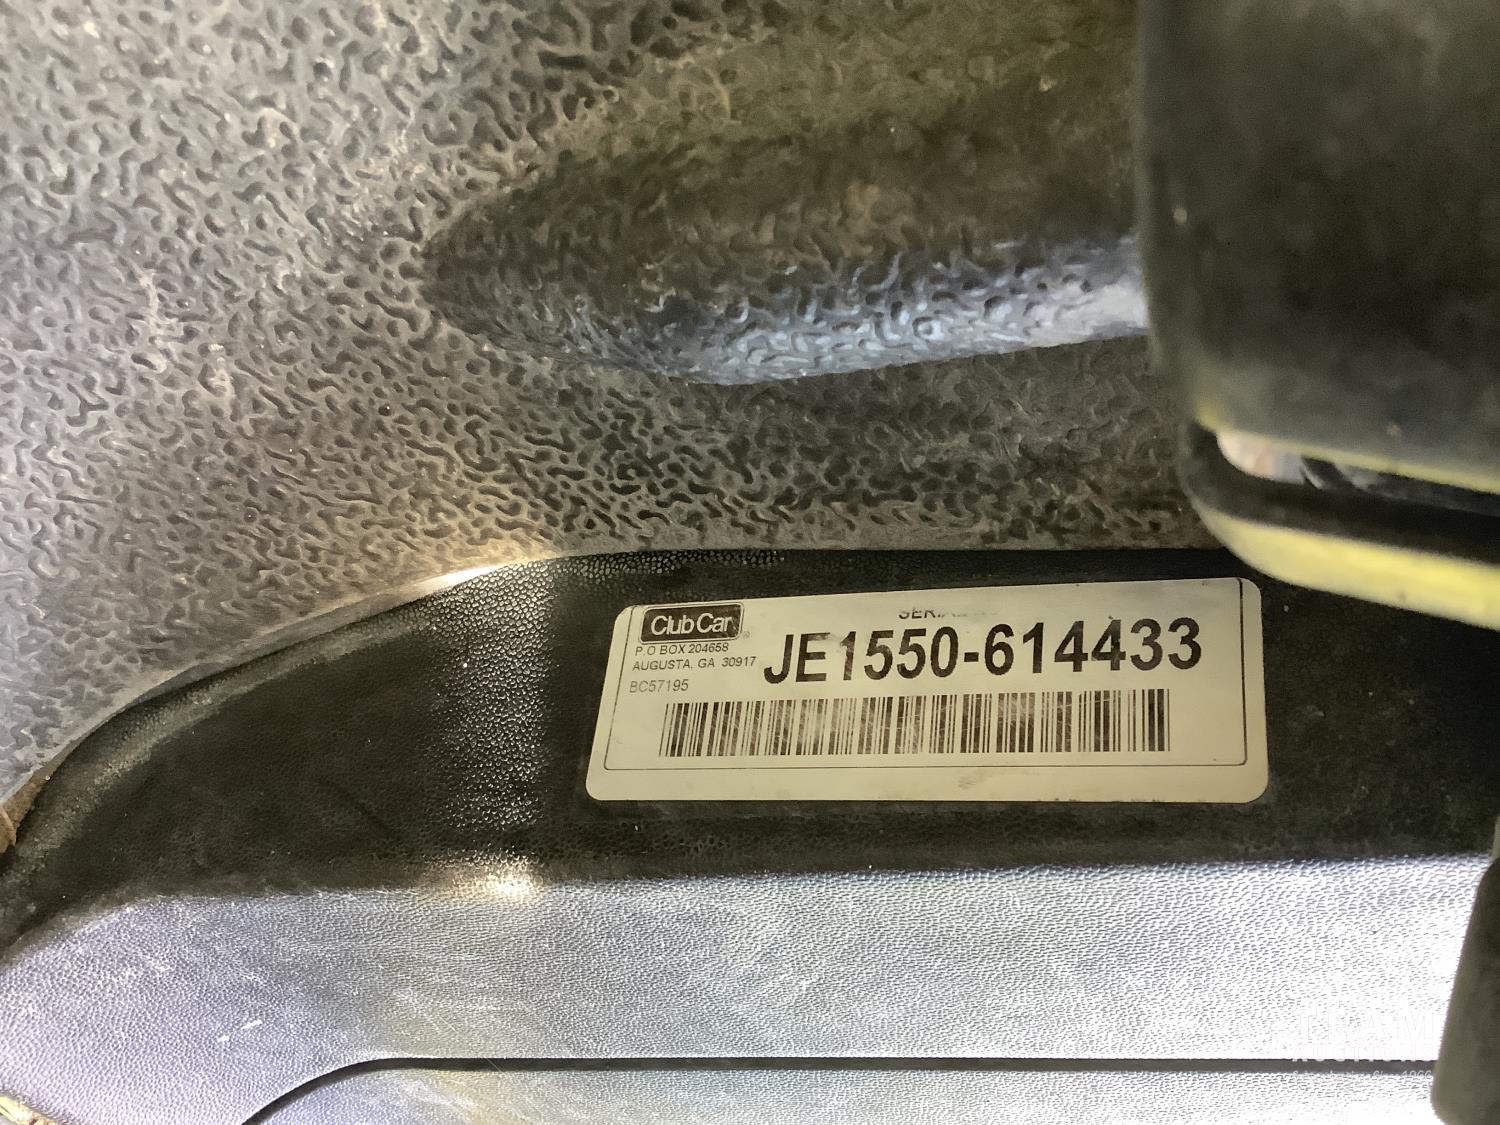 Club Car
P.O BOX 204658
AUGUSTA, GA 30917
BC57195
JE1550-614433